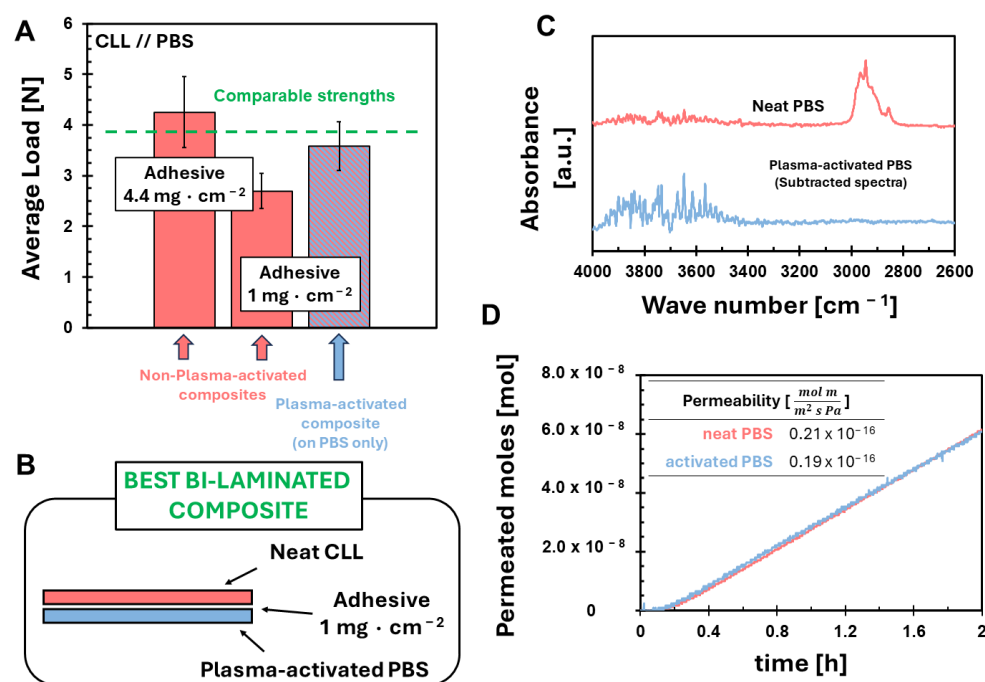 A
CLL // PBS
Average Load [N]
6
5
4
3
2
1
0
Comparable strengths
Adhesive
4.4 mg · cm⁻²
Adhesive
1 mg · cm⁻²
Non-Plasma-activated
composites
Plasma-activated
composite
(on PBS only)
B
BEST BI-LAMINATED
COMPOSITE
Neat CLL
Adhesive
1 mg · cm⁻²
Plasma-activated PBS
C
Absorbance
[a.u.]
Neat PBS
Plasma-activated PBS
(Subtracted spectra)
4000 3800 3600 3400 3200 3000 2800 2600
Wave number [cm⁻¹]
D
Permeated moles [mol]
8.0 x 10⁻⁸
6.0 x 10⁻⁸
4.0 x 10⁻⁸
2.0 x 10⁻⁸
0
Permeability [mol m / m² s Pa]
neat PBS 0.21 x 10⁻¹⁶
activated PBS 0.19 x 10⁻¹⁶
0 0.4 0.8 1.2 1.6 2
time [h]